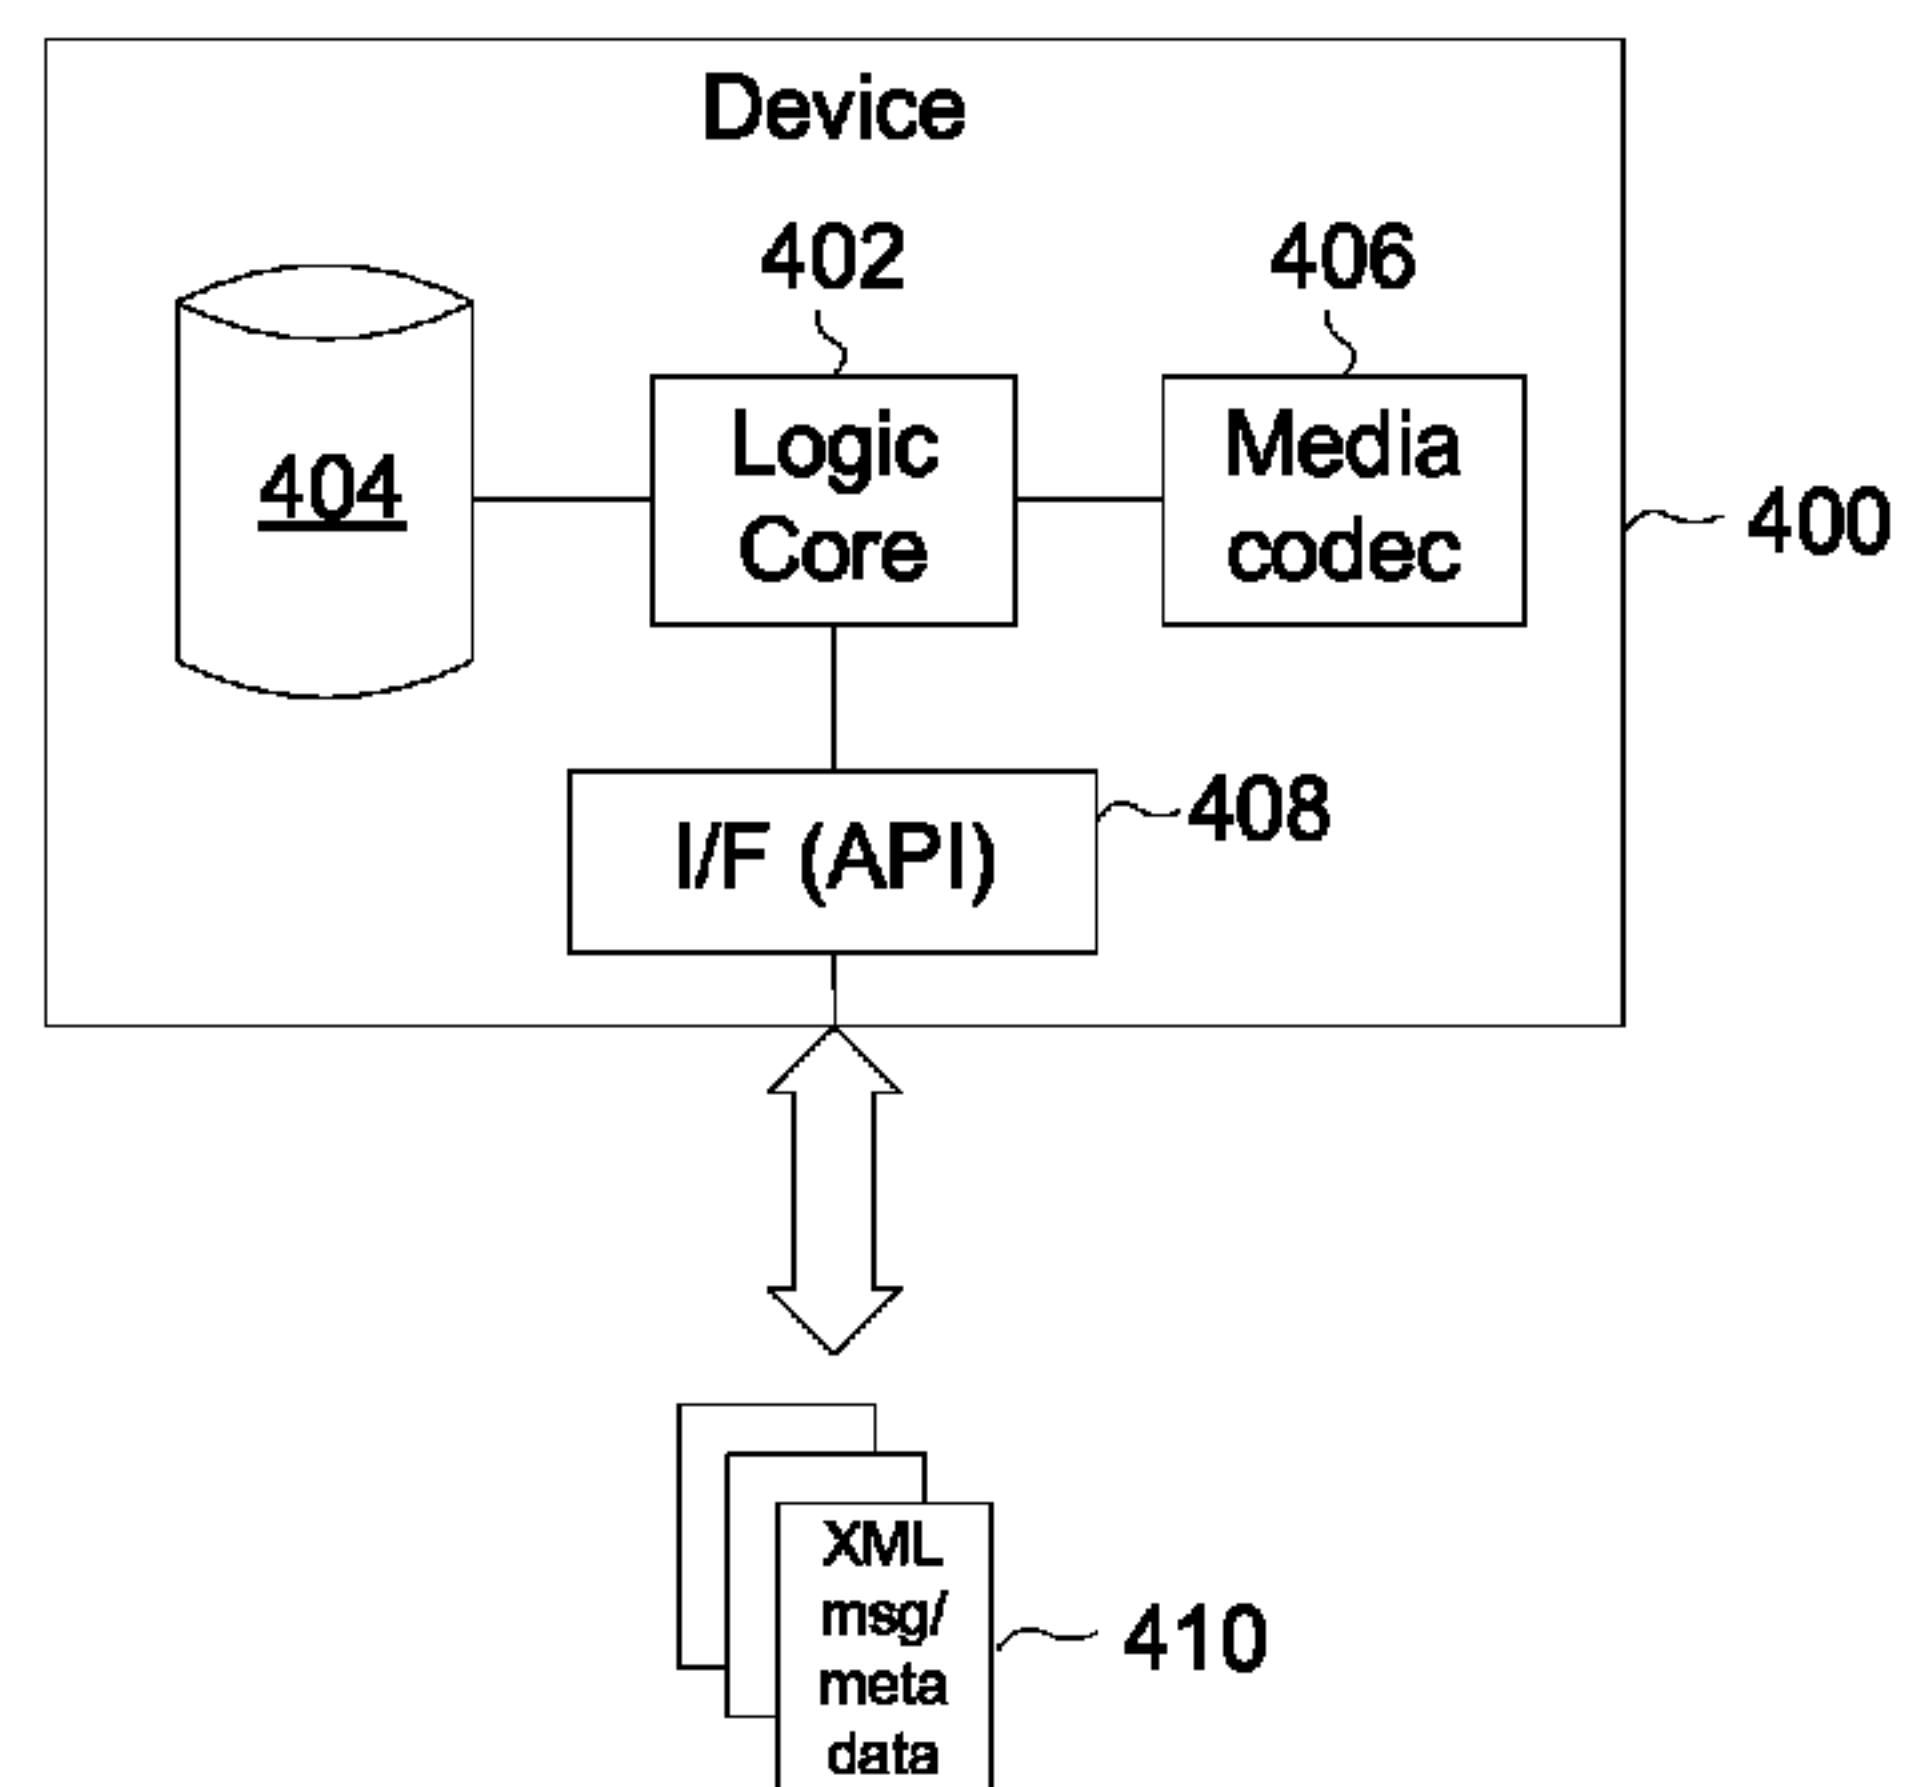 Device
402
406
404
Logic
Core
Media
codec
400
I/F (API)
408
XML
msg/
meta
data
410